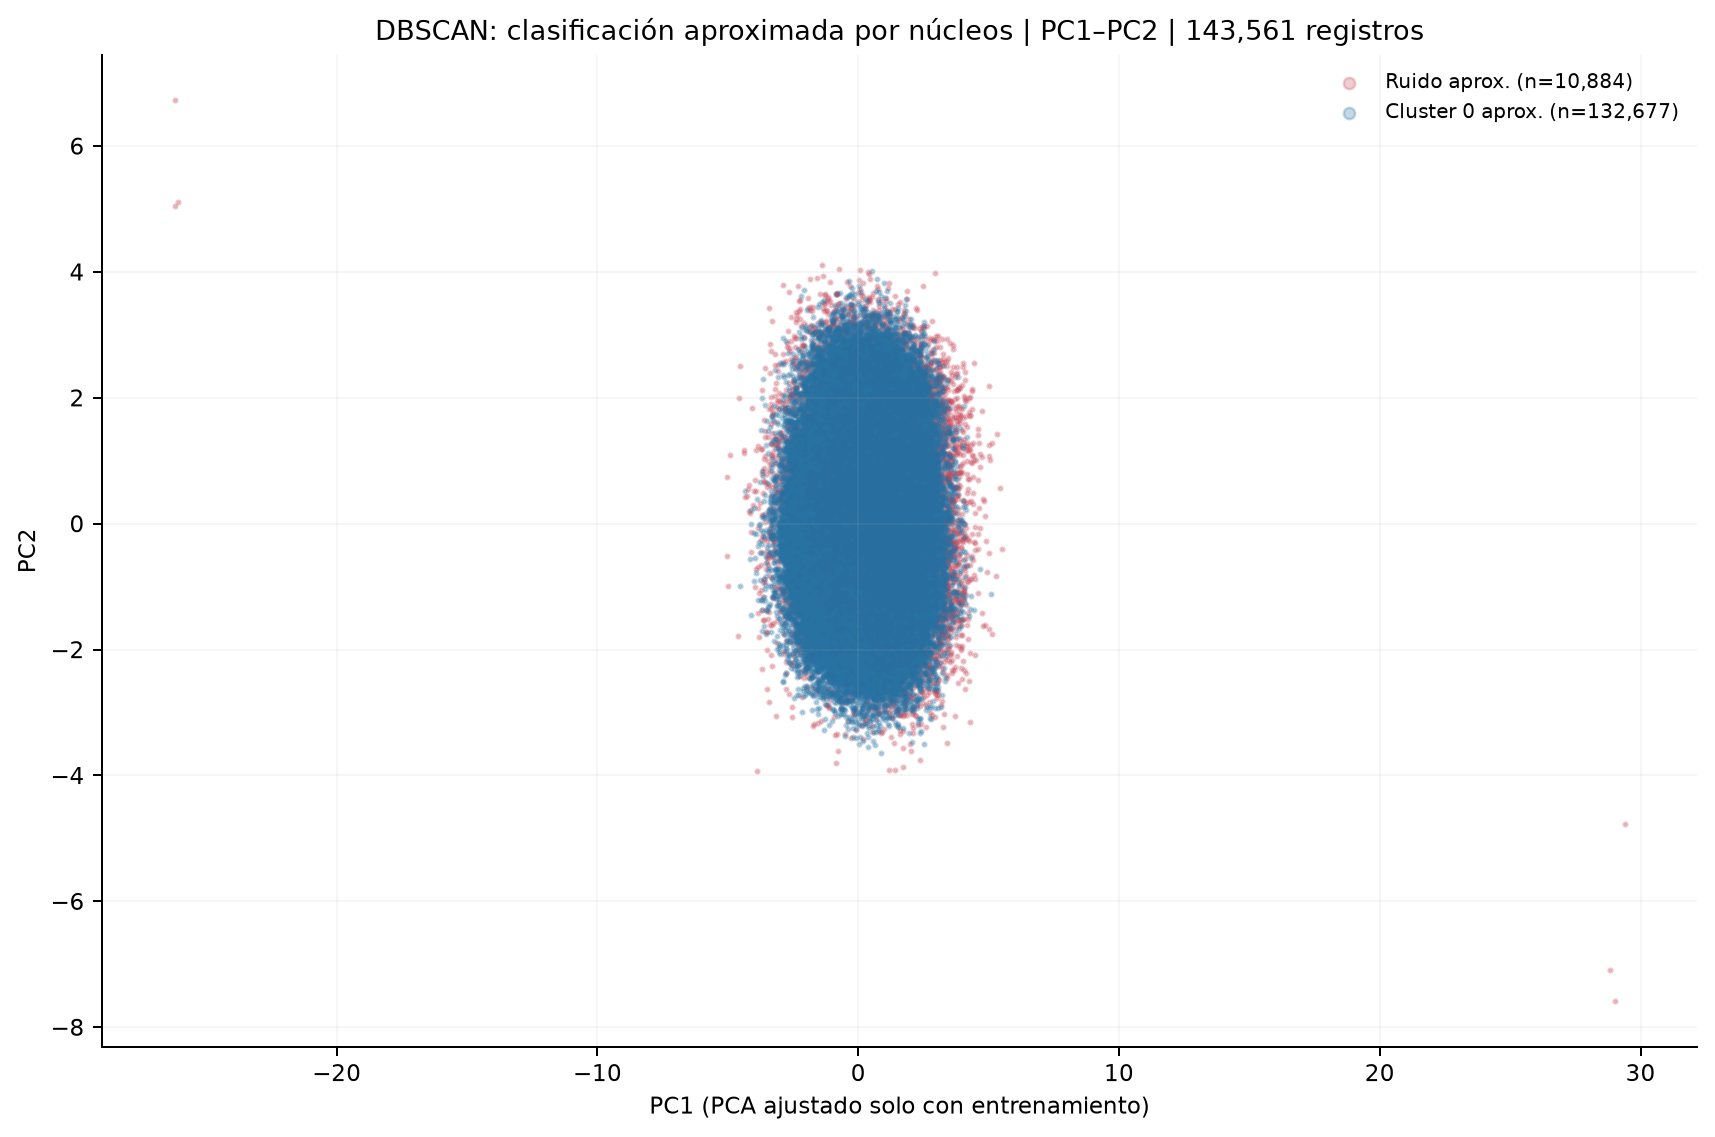 DBSCAN: clasificación aproximada por núcleos | PC1–PC2 | 143,561 registros
Ruido aprox. (n=10,884)
Cluster 0 aprox. (n=132,677)
6
4
2
0
−2
−4
−6
−8
PC2
−20
−10
0
10
20
30
PC1 (PCA ajustado solo con entrenamiento)